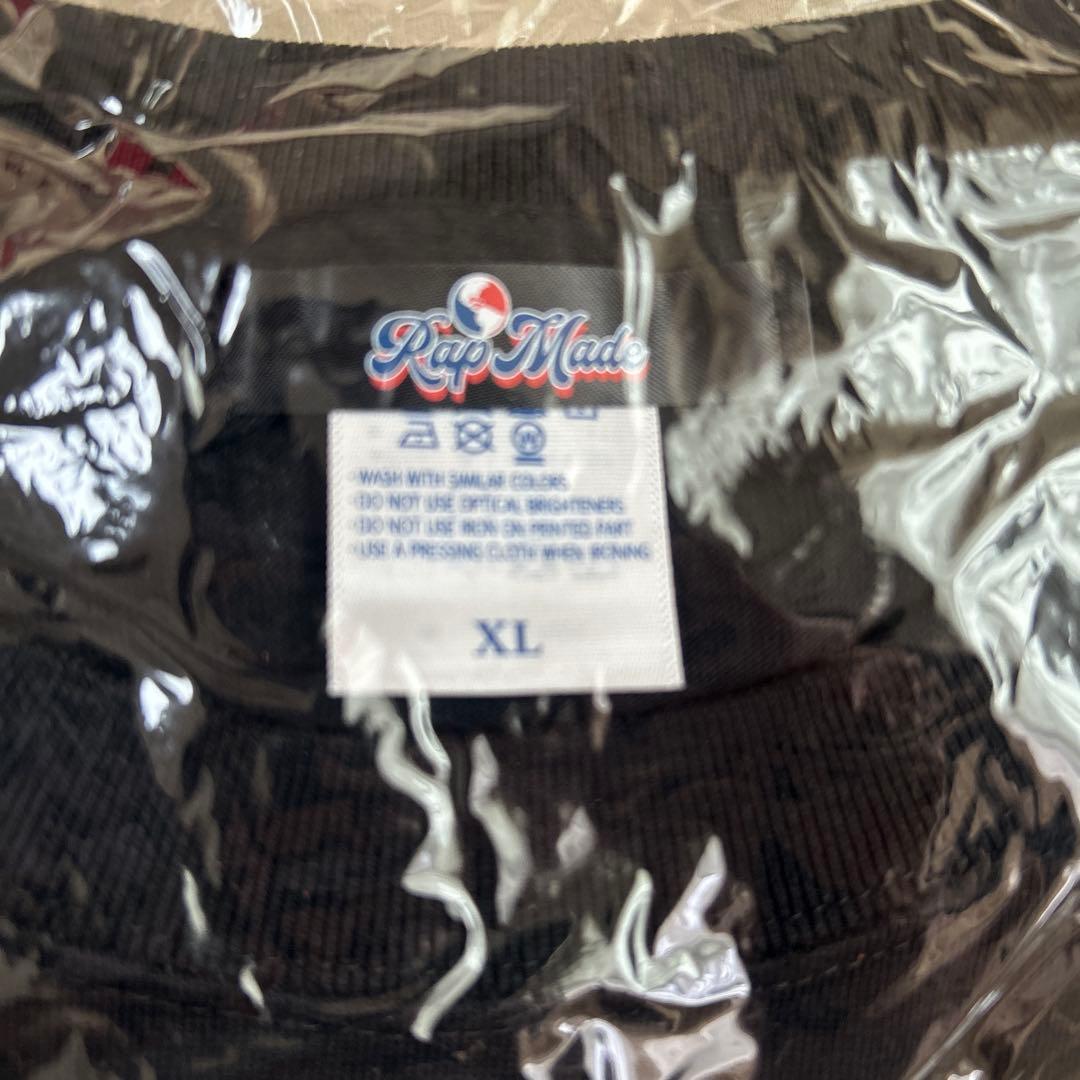 Rap Made
W
・WASH WITH SIMILAR COLORS
・DO NOT USE OPTICAL BRIGHTENERS
・DO NOT USE IRON ON PRINTED PART
・USE A PRESSING CLOTH WHEN IRONING
XL